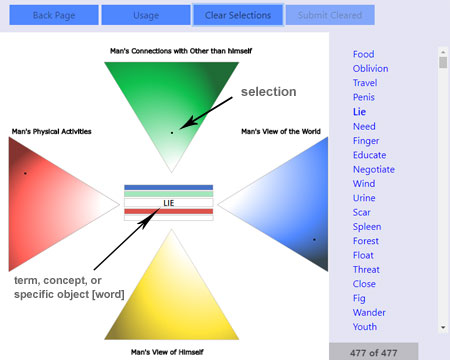 Back Page
Usage
Clear Selections
Submit Cleared
Man's Connections with Other than himself
selection
Man's Physical Activities
Man's View of the World
LIE
term, concept, or
specific object [word]
Man's View of Himself
Food
Oblivion
Travel
Penis
Lie
Need
Finger
Educate
Negotiate
Wind
Urine
Scar
Spleen
Forest
Float
Threat
Close
Fig
Wander
Youth
477 of 477